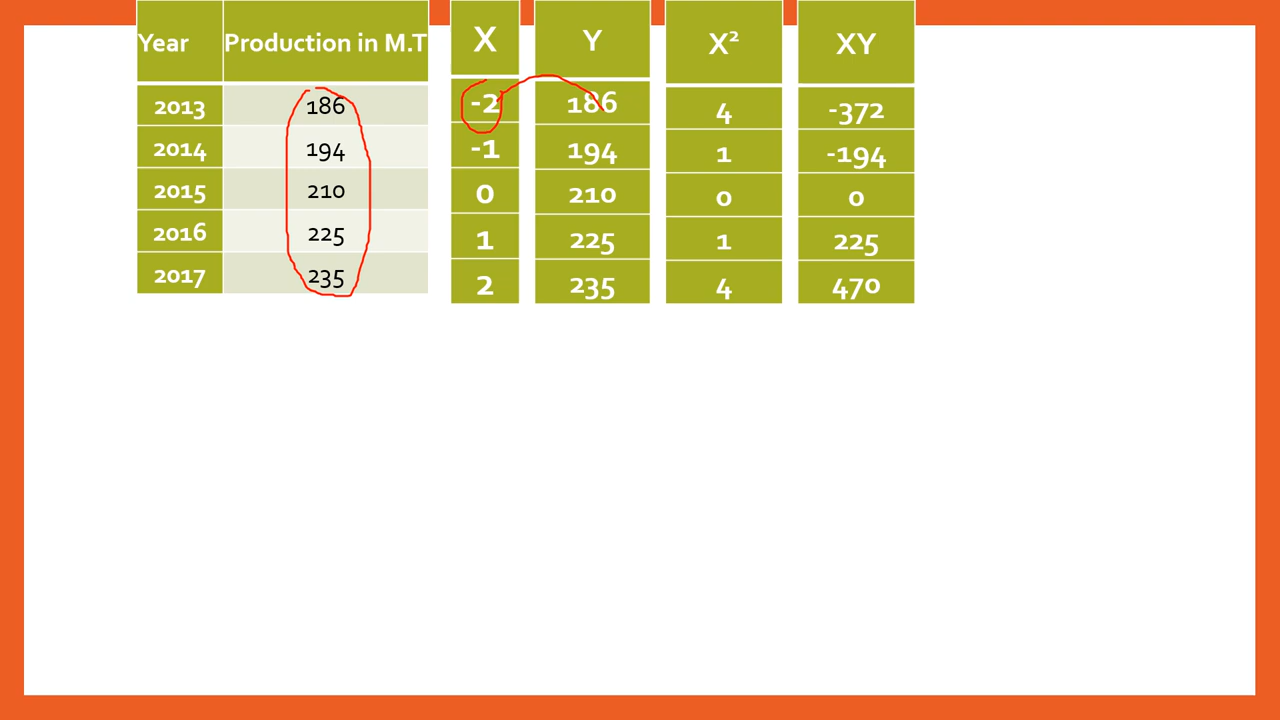 Year Production in M.T X Y X² XY
2013 186 -2 186 4 -372
2014 194 -1 194 1 -194
2015 210 0 210 0 0
2016 225 1 225 1 225
2017 235 2 235 4 470